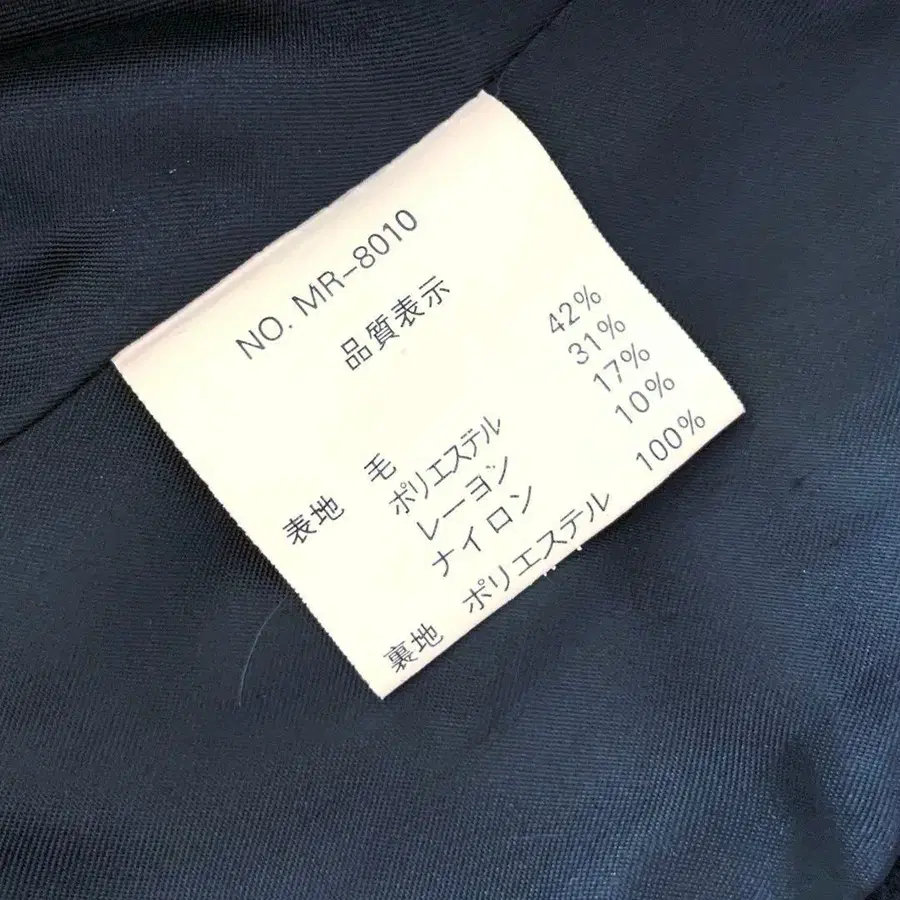 NO. MR-8010
品質表示
表地 毛 42%
ポリエステル 31%
レーヨン 17%
ナイロン 10%
裏地 ポリエステル 100%